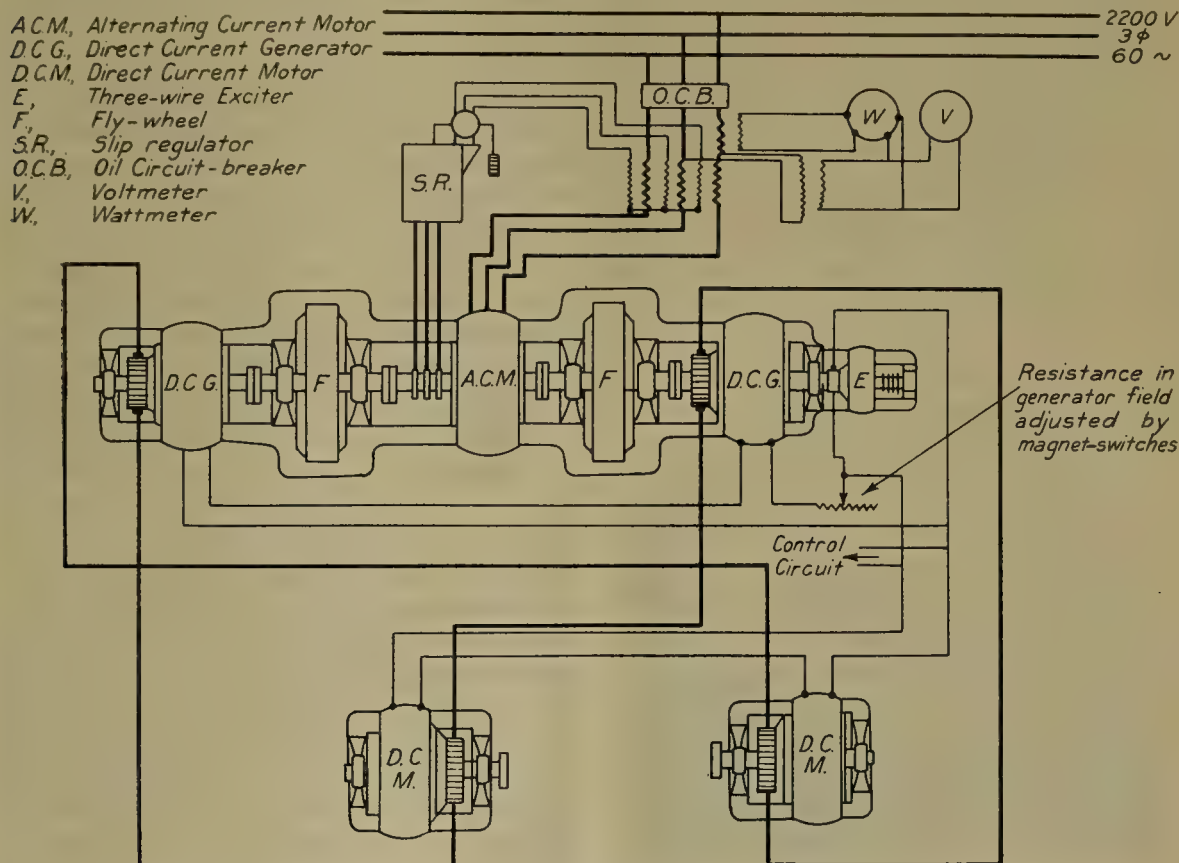 A.C.M., Alternating Current Motor
D.C.G., Direct Current Generator
D.C.M., Direct Current Motor
E., Three-wire Exciter
F., Fly-wheel
S.R., Slip regulator
O.C.B., Oil Circuit-breaker
V., Voltmeter
W., Wattmeter
2200 V
3ϕ
60 ~
O.C.B.
W
V
S.R.
D.C.G.
F
A.C.M.
F
D.C.G.
E
Resistance in
generator field
adjusted by
magnet-switches
Control
Circuit
D.C.
M.
D.C.
M.